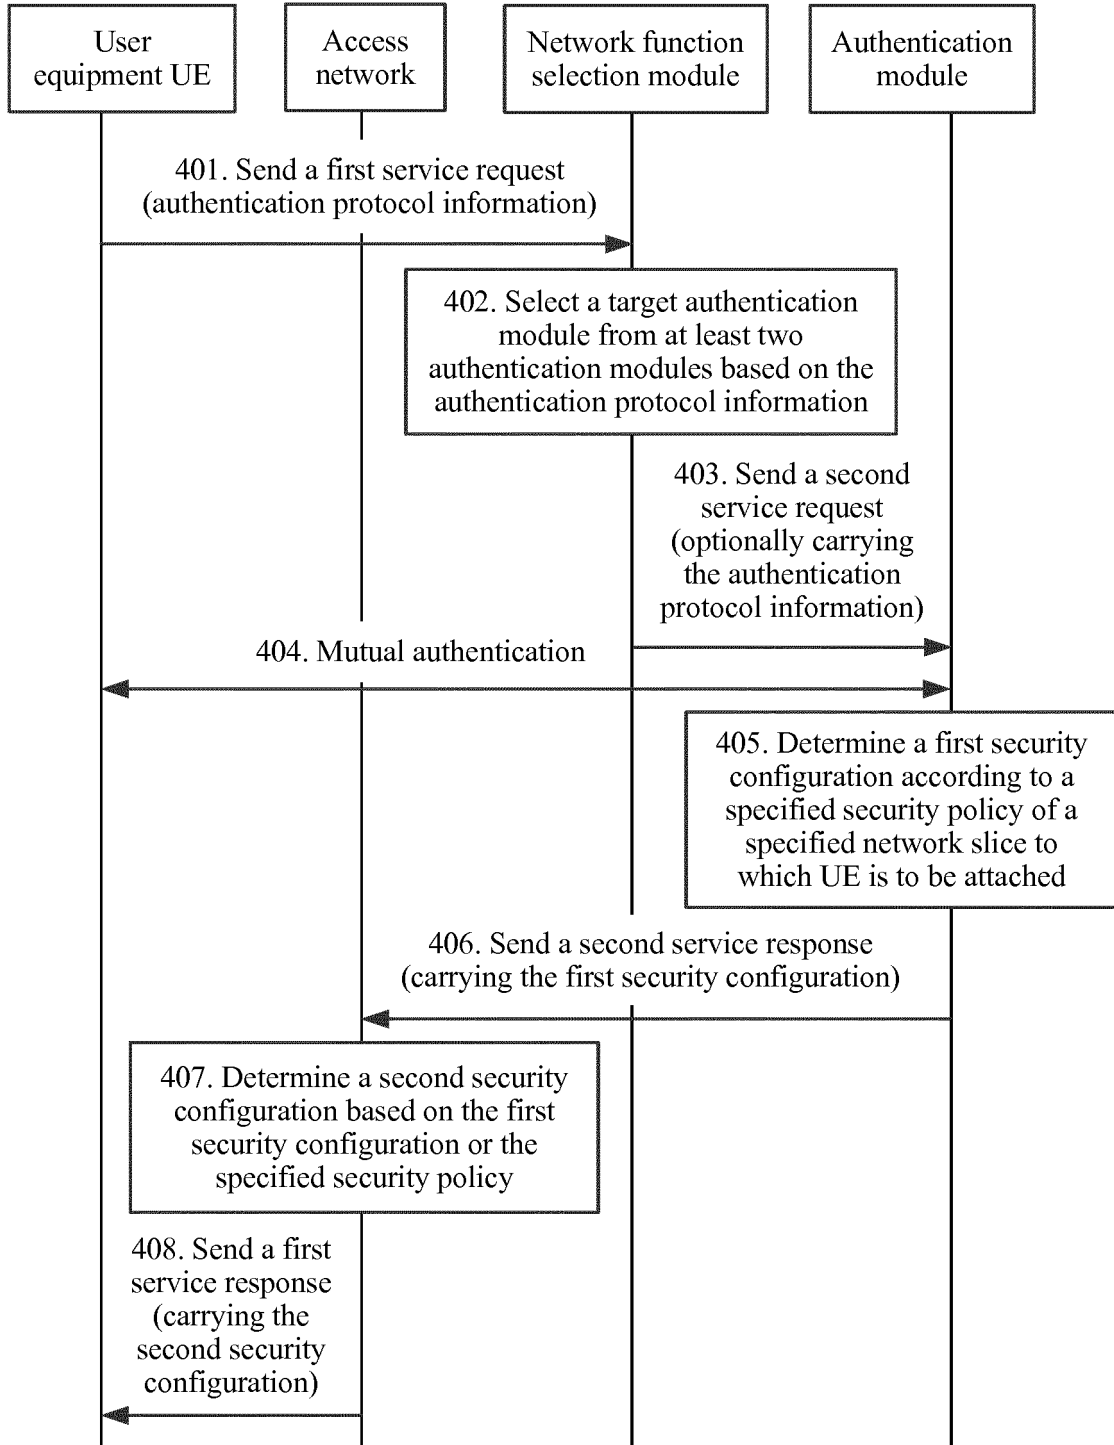 User
equipment UE
Access
network
Network function
selection module
Authentication
module
401. Send a first service request
(authentication protocol information)
402. Select a target authentication
module from at least two
authentication modules based on the
authentication protocol information
403. Send a second
service request
(optionally carrying
the authentication
protocol information)
404. Mutual authentication
405. Determine a first security
configuration according to a
specified security policy of a
specified network slice to
which UE is to be attached
406. Send a second service response
(carrying the first security configuration)
407. Determine a second security
configuration based on the first
security configuration or the
specified security policy
408. Send a first
service response
(carrying the
second security
configuration)